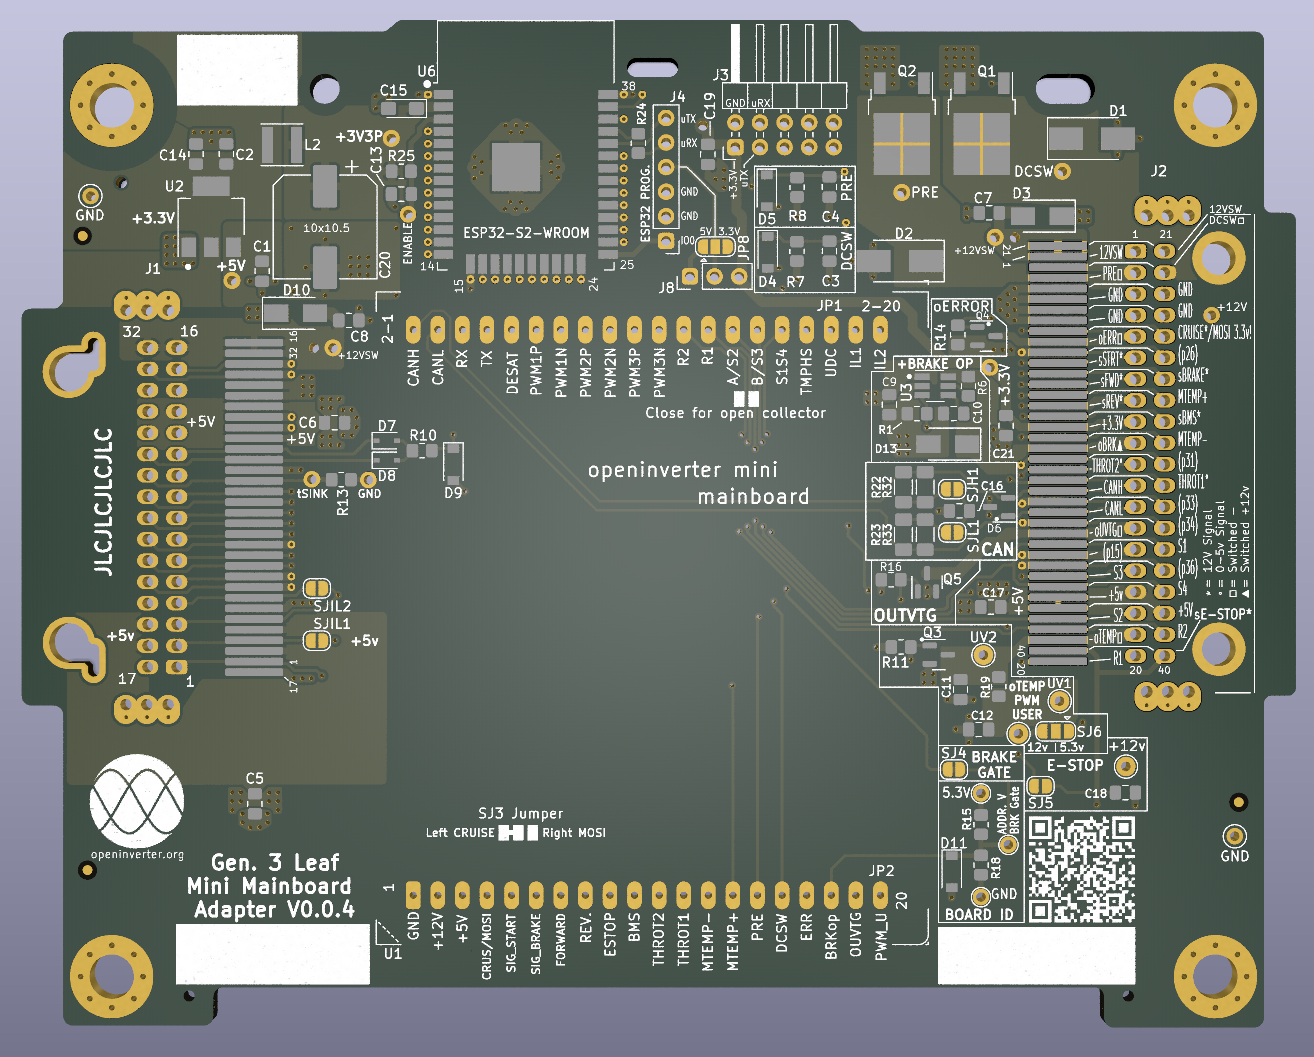 U6
C15
+3V3P
C13
R25
ENABLE
14
15
24
25
38
ESP32-S2-WROOM
R24
J4
uTX
uRX
GND
GND
IO0
ESP32 PROG.
C19
J3
GND
uRX
+3.3V
uTX
5V 3.3V
JP8
J8
D5
R8
C4
PRE
D4
R7
C3
DCSW
Q2
Q1
D1
DCSW
PRE
J2
D3
C7
+12VSW
D2
C14
C2
L2
U2
+3.3V
GND
J1
+5V
C1
10x10.5
C20
D10
C8
+12VSW
32
16
32 16
JLCJLCJLCJLC
+5V
+5V
C6
D7
D8
R10
D9
tSINK
R13
GND
SJIL2
SJIL1
+5v
+5v
17
1
17
1
JP1
2-1
2-20
CANH
CANL
RX
TX
DESAT
PWM1P
PWM1N
PWM2P
PWM2N
PWM3P
PWM3N
R2
R1
A/S2
B/S3
S1S4
TMPHS
UDC
IL1
IL2
Close for open collector
openinverter mini
mainboard
oERROR
R14
Q4
+BRAKE OP
C9
U3
R6
R1
C10
D13
+3.3V
C21
R22
R32
SJH1
C16
R23
R33
SJL1
D6
CAN
R16
Q5
C17
+5V
OUTVTG
Q3
R11
UV2
C11
R19
oTEMP
PWM
USER
UV1
C12
SJ6
12v
5.3v
SJ4
BRAKE
GATE
E-STOP
+12v
SJ5
C18
5.3V
R15
ADDR. V
BRK Gate
D11
R18
GND
BOARD ID
12VSW
DCSW□
1
21
21
1
12VSW
PRE□
GND
GND
GND
GND
+12V
oERR□
CRUISE*/MOSI 3.3v!
sSTRT*
(p26)
sFWD*
sBRAKE*
sREV*
MTEMP+
+3.3V
sBMS*
oBRK▲
MTEMP-
THROT2°
(p31)
CANH
THROT1°
CANL
(p33)
oUVTG□
(p34)
(p15)
S1
S3
(p36)
+5v
S4
S2
+5V
sE-STOP*
oTEMP□
R2
R1
40
20
20
40
* = 12V Signal
° = 0-5v Signal
□ = Switched -
▲ = Switched +12v
C5
GND
openinverter.org
Gen. 3 Leaf
Mini Mainboard
Adapter V0.0.4
SJ3 Jumper
Left CRUISE
Right MOSI
JP2
1
20
U1
GND
+12V
+5V
CRUS/MOSI
SIG_START
SIG_BRAKE
FORWARD
REV.
ESTOP
BMS
THROT2
THROT1
MTEMP-
MTEMP+
PRE
DCSW
ERR
BRKop
OUVTG
PWM_U